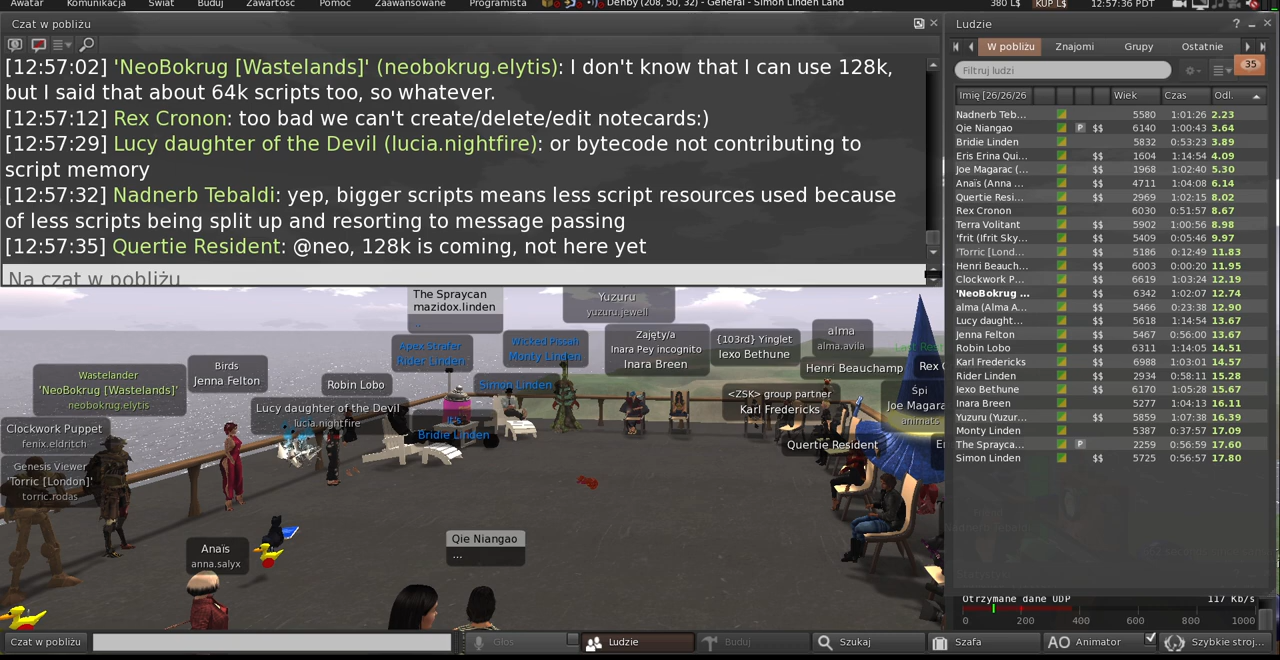 Awatar Komunikacja Świat Buduj Zawartość Pomoc Zaawansowane Programista Denby (208, 50, 32) - General - Simon Linden Land 380 L$ KUP L$ 12:57:36 PDT
Czat w pobliżu
[12:57:02] 'NeoBokrug [Wastelands]' (neobokrug.elytis): I don't know that I can use 128k,
but I said that about 64k scripts too, so whatever.
[12:57:12] Rex Cronon: too bad we can't create/delete/edit notecards:)
[12:57:29] Lucy daughter of the Devil (lucia.nightfire): or bytecode not contributing to
script memory
[12:57:32] Nadnerb Tebaldi: yep, bigger scripts means less script resources used because
of less scripts being split up and resorting to message passing
[12:57:35] Quertie Resident: @neo, 128k is coming, not here yet
Na czat w pobliżu
The Spraycan
mazidox.linden
..
Yuzuru
yuzuru.jewell
Apex Strafer
Rider Linden
Wicked Pissah
Monty Linden
Zajęty/a
Inara Pey incognito
Inara Breen
{103rd} Yinglet
Iexo Bethune
alma
alma.avila
Birds
Jenna Felton
Wastelander
'NeoBokrug [Wastelands]'
neobokrug.elytis
Robin Lobo
Simon Linden
Henri Beauchamp
Rex C
<ZSK> group partner
Karl Fredericks
Śpi
Joe Magara
animats
Lucy daughter of the Devil
lucia.nightfire
Bridie Linden
Clockwork Puppet
fenix.eldritch
Quertie Resident
Genesis Viewer
'Torric [London]'
torric.rodas
Anaïs
anna.salyx
Qie Niangao
...
Ludzie
W pobliżu Znajomi Grupy Ostatnie
Filtruj ludzi
35
Imię [26/26/26 Wiek Czas Odl.
Nadnerb Teb... 5580 1:01:26 2.23
Qie Niangao P $$ 6140 1:00:43 3.64
Bridie Linden 5832 0:53:23 3.89
Eris Erina Qui... $$ 1604 1:14:54 4.09
Joe Magarac (... $$ 1968 1:02:40 5.30
Anaïs (Anna ... $$ 4711 1:04:08 6.14
Quertie Resi... $$ 2969 1:02:15 8.02
Rex Cronon 6030 0:51:57 8.67
Terra Volitant $$ 5902 1:00:56 8.98
'frit (Ifrit Sky... $$ 5409 0:05:46 9.97
'Torric [Lond... $$ 5186 0:12:49 11.83
Henri Beauch... $$ 6003 0:00:20 11.95
Clockwork P... $$ 6619 1:03:24 12.19
'NeoBokrug ... $$ 6342 1:02:07 12.74
alma (Alma A... $$ 5466 0:23:38 12.90
Lucy daught... $$ 5618 1:14:54 13.67
Jenna Felton $$ 5467 0:56:00 13.67
Robin Lobo $$ 6311 1:14:05 14.51
Karl Fredericks $$ 6988 1:03:01 14.57
Rider Linden $$ 2934 0:58:11 15.28
Iexo Bethune $$ 6170 1:05:28 15.67
Inara Breen 5277 1:04:13 16.11
Yuzuru (Yuzur... $$ 5859 1:07:38 16.39
Monty Linden 5387 0:37:57 17.09
The Sprayca... P 2259 0:56:59 17.60
Simon Linden $$ 5725 0:56:57 17.80
Otrzymane dane UDP 117 Kb/s
0 200 400 600 800 1000
Czat w pobliżu Głos Ludzie Buduj Szukaj Szafa AO Animator Szybkie stroj...